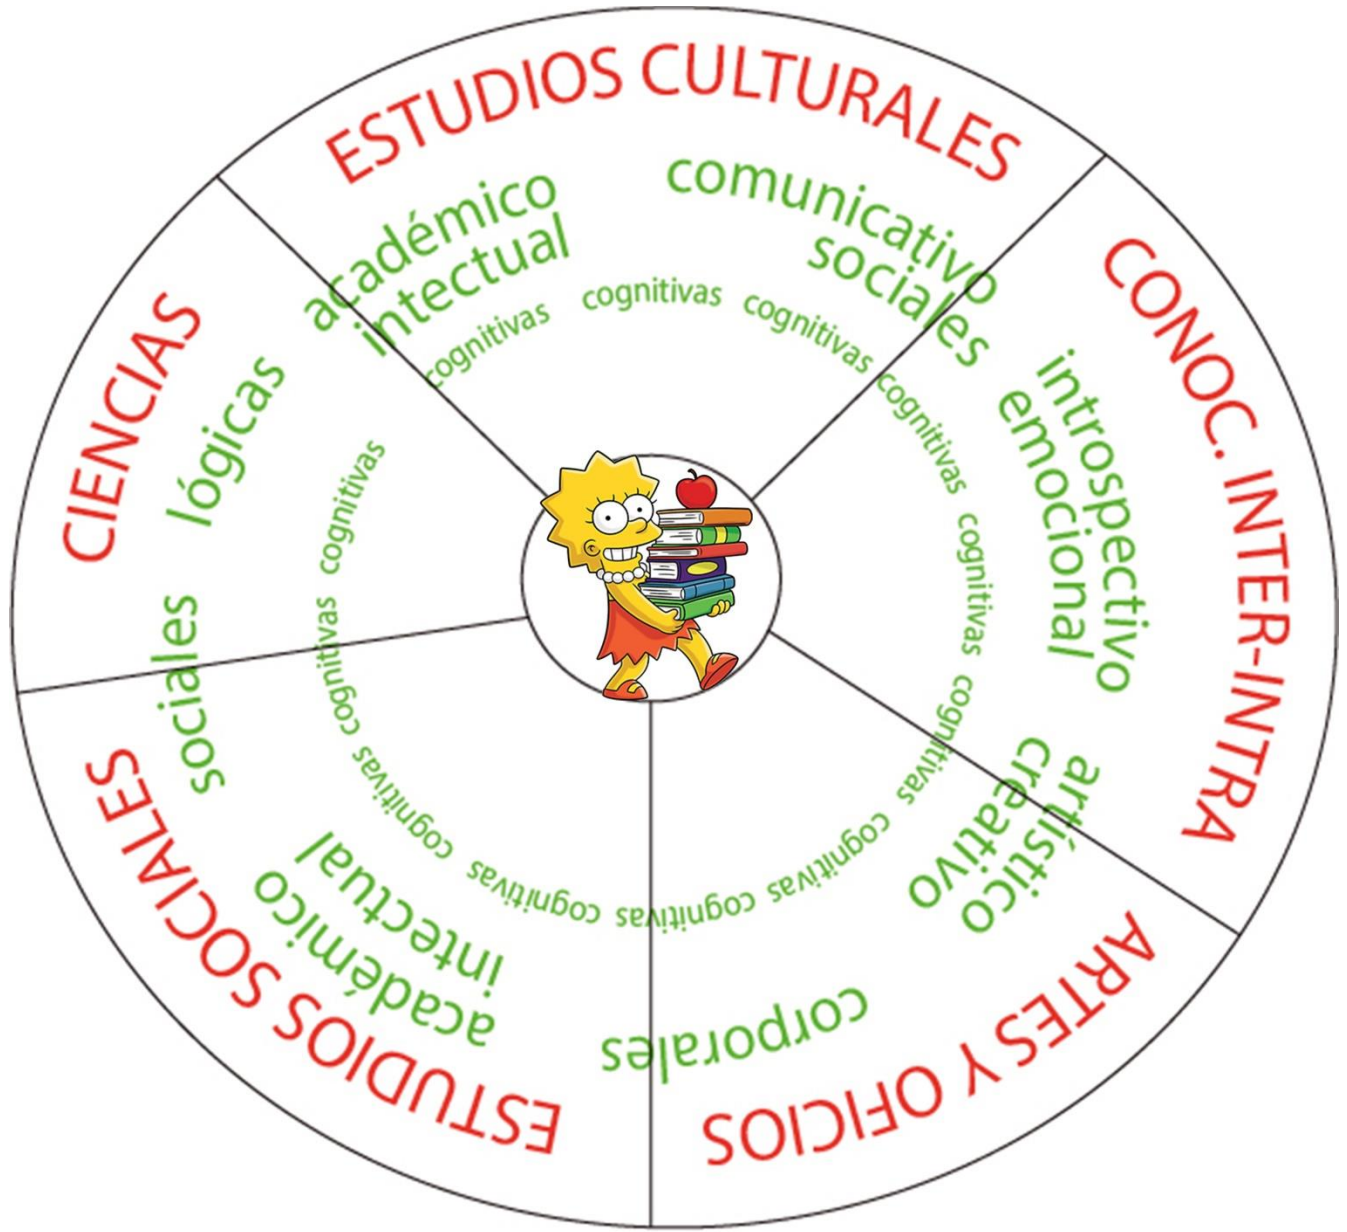 ESTUDIOS CULTURALES
CONOC. INTER-INTRA
ARTES Y OFICIOS
ESTUDIOS SOCIALES
CIENCIAS
académico
intectual
comunicativo
sociales
introspectivo
emocional
artístico
creativo
corporales
académico
intectual
sociales
lógicas
cognitivas
cognitivas
cognitivas
cognitivas
cognitivas
cognitivas
cognitivas
cognitivas
cognitivas
cognitivas
cognitivas
cognitivas